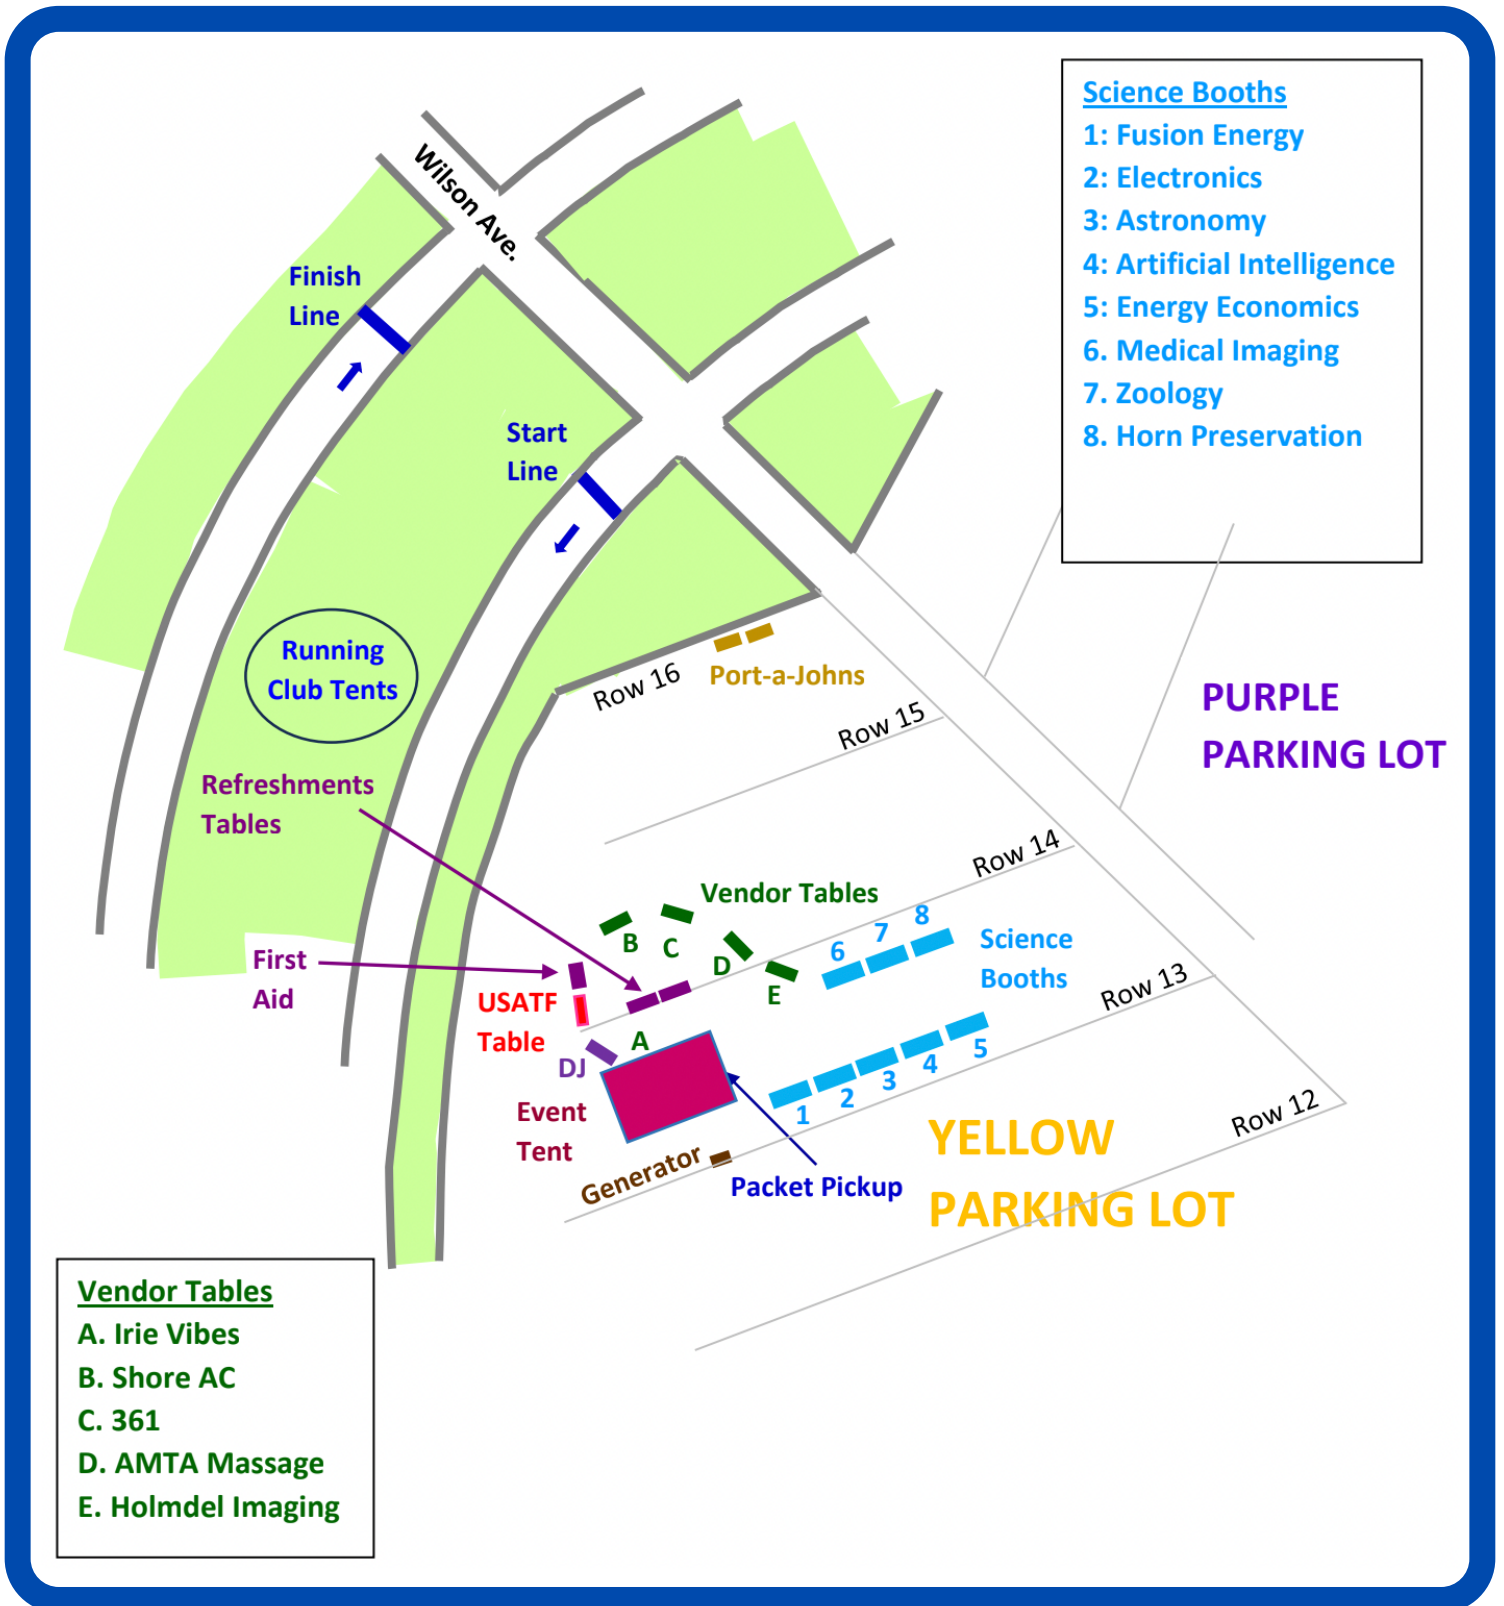 Science Booths
1: Fusion Energy
2: Electronics
3: Astronomy
4: Artificial Intelligence
5: Energy Economics
6. Medical Imaging
7. Zoology
8. Horn Preservation
Wilson Ave.
Finish
Line
Start
Line
Running
Club Tents
Row 16
Port-a-Johns
Row 15
PURPLE
PARKING LOT
Refreshments
Tables
Row 14
Vendor Tables
B
C
D
E
6
7
8
Science
Booths
First
Aid
USATF
Table
A
DJ
Row 13
1
2
3
4
5
Event
Tent
Generator
Packet Pickup
YELLOW
PARKING LOT
Row 12
Vendor Tables
A. Irie Vibes
B. Shore AC
C. 361
D. AMTA Massage
E. Holmdel Imaging